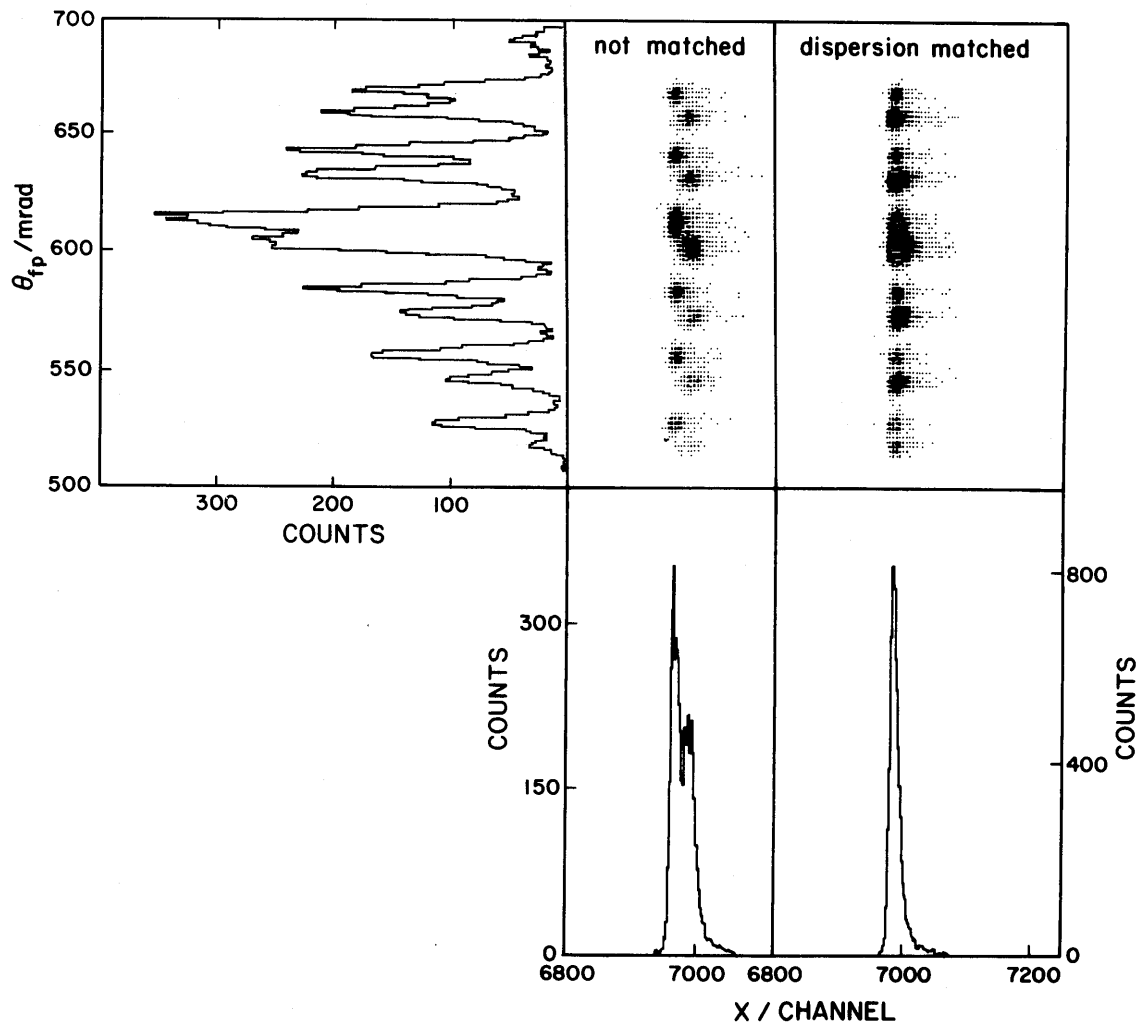 700
650
600
550
500
θfp /mrad
300 200 100
COUNTS
not matched
dispersion matched
300
150
0
COUNTS
800
400
0
COUNTS
6800 7000 6800 7000 7200
X / CHANNEL